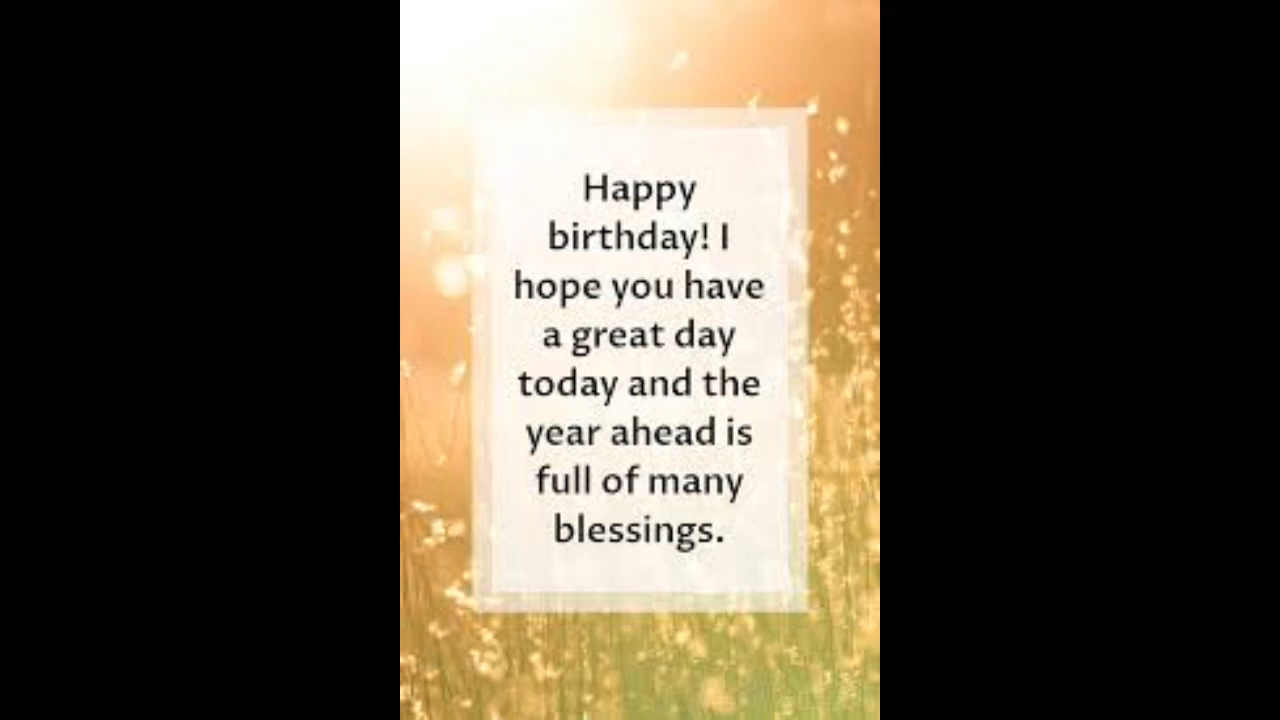 Happy
birthday! I
hope you have
a great day
today and the
year ahead is
full of many
blessings.